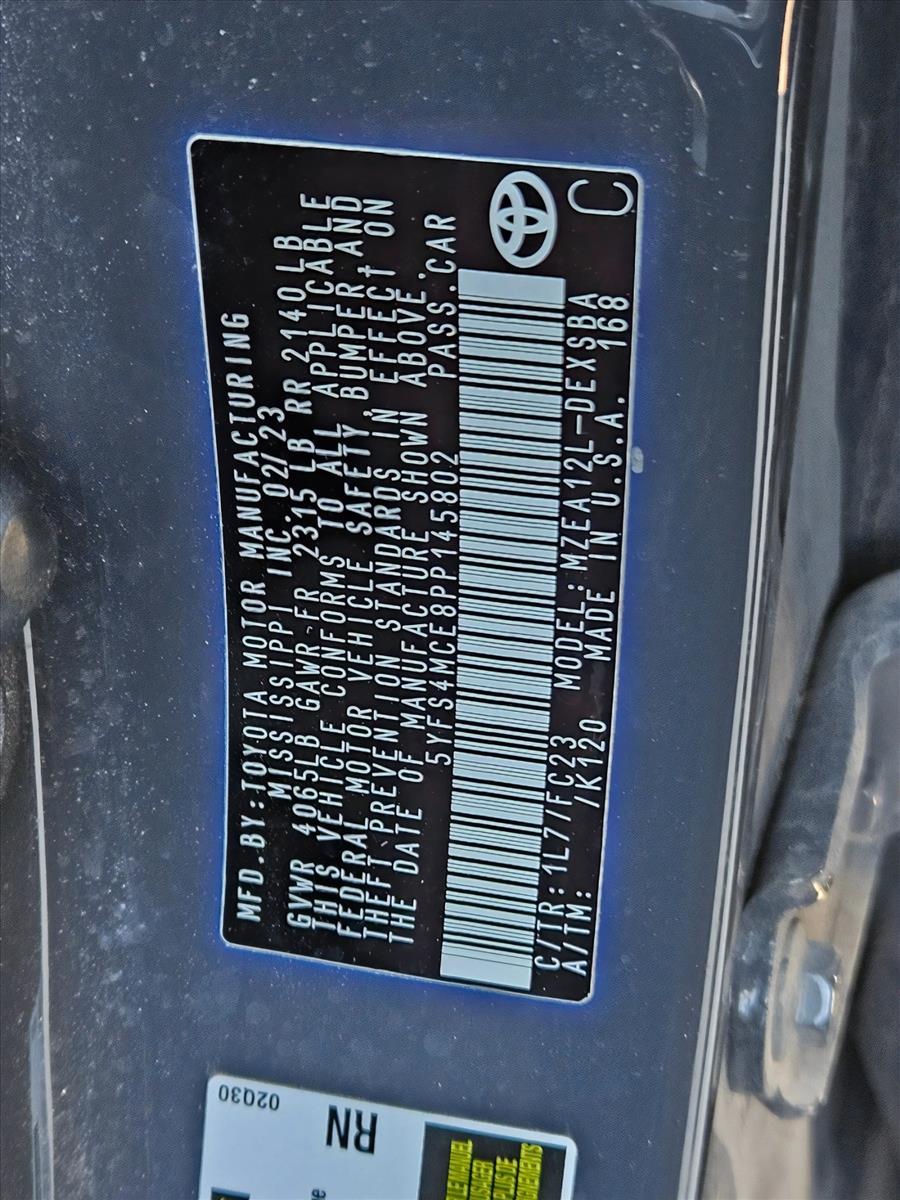 MFD.BY:TOYOTA MOTOR MANUFACTURING
MISSISSIPPI INC. 02/23
GVWR 4065LB GAWR FR 2315 LB RR 2140LB
THIS VEHICLE CONFORMS TO ALL APPLICABLE
FEDERAL MOTOR VEHICLE SAFETY, BUMPER, AND
THEFT PREVENTION STANDARDS IN EFFECT ON
THE DATE OF MANUFACTURE SHOWN ABOVE.
5YFS4MCE8PP145802 PASS.CAR
C/TR:1L7/FC23 MODEL:MZEA12L-DEXSBA
A/TM: /K120 MADE IN U.S.A. 168
C
02Q30
RN